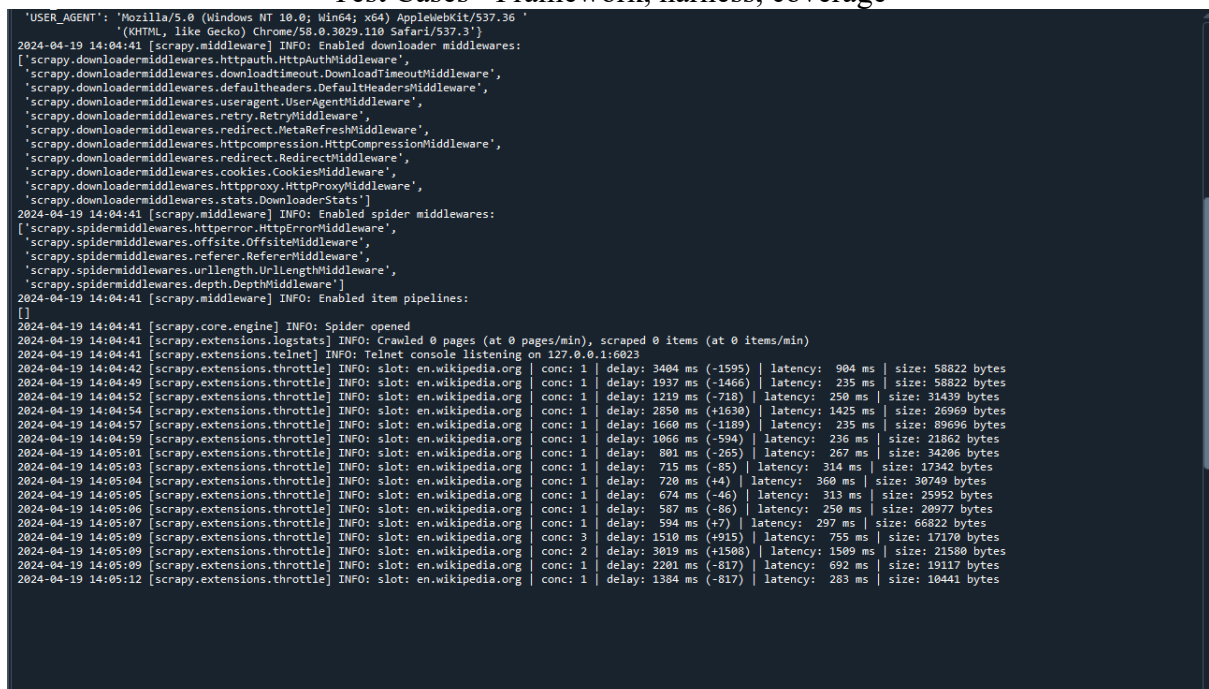 Test Cases - Framework, harness, coverage
'USER_AGENT': 'Mozilla/5.0 (Windows NT 10.0; Win64; x64) AppleWebKit/537.36 '
'(KHTML, like Gecko) Chrome/58.0.3029.110 Safari/537.3'}
2024-04-19 14:04:41 [scrapy.middleware] INFO: Enabled downloader middlewares:
['scrapy.downloadermiddlewares.httpauth.HttpAuthMiddleware',
'scrapy.downloadermiddlewares.downloadtimeout.DownloadTimeoutMiddleware',
'scrapy.downloadermiddlewares.defaultheaders.DefaultHeadersMiddleware',
'scrapy.downloadermiddlewares.useragent.UserAgentMiddleware',
'scrapy.downloadermiddlewares.retry.RetryMiddleware',
'scrapy.downloadermiddlewares.redirect.MetaRefreshMiddleware',
'scrapy.downloadermiddlewares.httpcompression.HttpCompressionMiddleware',
'scrapy.downloadermiddlewares.redirect.RedirectMiddleware',
'scrapy.downloadermiddlewares.cookies.CookiesMiddleware',
'scrapy.downloadermiddlewares.httpproxy.HttpProxyMiddleware',
'scrapy.downloadermiddlewares.stats.DownloaderStats']
2024-04-19 14:04:41 [scrapy.middleware] INFO: Enabled spider middlewares:
['scrapy.spidermiddlewares.httperror.HttpErrorMiddleware',
'scrapy.spidermiddlewares.offsite.OffsiteMiddleware',
'scrapy.spidermiddlewares.referer.RefererMiddleware',
'scrapy.spidermiddlewares.urllength.UrlLengthMiddleware',
'scrapy.spidermiddlewares.depth.DepthMiddleware']
2024-04-19 14:04:41 [scrapy.middleware] INFO: Enabled item pipelines:
[]
2024-04-19 14:04:41 [scrapy.core.engine] INFO: Spider opened
2024-04-19 14:04:41 [scrapy.extensions.logstats] INFO: Crawled 0 pages (at 0 pages/min), scraped 0 items (at 0 items/min)
2024-04-19 14:04:41 [scrapy.extensions.telnet] INFO: Telnet console listening on 127.0.0.1:6023
2024-04-19 14:04:42 [scrapy.extensions.throttle] INFO: slot: en.wikipedia.org | conc: 1 | delay: 3404 ms (-1595) | latency: 904 ms | size: 58822 bytes
2024-04-19 14:04:49 [scrapy.extensions.throttle] INFO: slot: en.wikipedia.org | conc: 1 | delay: 1937 ms (-1466) | latency: 235 ms | size: 58822 bytes
2024-04-19 14:04:52 [scrapy.extensions.throttle] INFO: slot: en.wikipedia.org | conc: 1 | delay: 1219 ms (-718) | latency: 250 ms | size: 31439 bytes
2024-04-19 14:04:54 [scrapy.extensions.throttle] INFO: slot: en.wikipedia.org | conc: 1 | delay: 2850 ms (+1630) | latency: 1425 ms | size: 26969 bytes
2024-04-19 14:04:57 [scrapy.extensions.throttle] INFO: slot: en.wikipedia.org | conc: 1 | delay: 1660 ms (-1189) | latency: 235 ms | size: 89696 bytes
2024-04-19 14:04:59 [scrapy.extensions.throttle] INFO: slot: en.wikipedia.org | conc: 1 | delay: 1066 ms (-594) | latency: 236 ms | size: 21862 bytes
2024-04-19 14:05:01 [scrapy.extensions.throttle] INFO: slot: en.wikipedia.org | conc: 1 | delay: 801 ms (-265) | latency: 267 ms | size: 34206 bytes
2024-04-19 14:05:03 [scrapy.extensions.throttle] INFO: slot: en.wikipedia.org | conc: 1 | delay: 715 ms (-85) | latency: 314 ms | size: 17342 bytes
2024-04-19 14:05:04 [scrapy.extensions.throttle] INFO: slot: en.wikipedia.org | conc: 1 | delay: 720 ms (+4) | latency: 360 ms | size: 30749 bytes
2024-04-19 14:05:05 [scrapy.extensions.throttle] INFO: slot: en.wikipedia.org | conc: 1 | delay: 674 ms (-46) | latency: 313 ms | size: 25952 bytes
2024-04-19 14:05:06 [scrapy.extensions.throttle] INFO: slot: en.wikipedia.org | conc: 1 | delay: 587 ms (-86) | latency: 250 ms | size: 20977 bytes
2024-04-19 14:05:07 [scrapy.extensions.throttle] INFO: slot: en.wikipedia.org | conc: 1 | delay: 594 ms (+7) | latency: 297 ms | size: 66822 bytes
2024-04-19 14:05:09 [scrapy.extensions.throttle] INFO: slot: en.wikipedia.org | conc: 3 | delay: 1510 ms (+915) | latency: 755 ms | size: 17170 bytes
2024-04-19 14:05:09 [scrapy.extensions.throttle] INFO: slot: en.wikipedia.org | conc: 2 | delay: 3019 ms (+1508) | latency: 1509 ms | size: 21580 bytes
2024-04-19 14:05:09 [scrapy.extensions.throttle] INFO: slot: en.wikipedia.org | conc: 1 | delay: 2201 ms (-817) | latency: 692 ms | size: 19117 bytes
2024-04-19 14:05:12 [scrapy.extensions.throttle] INFO: slot: en.wikipedia.org | conc: 1 | delay: 1384 ms (-817) | latency: 283 ms | size: 10441 bytes